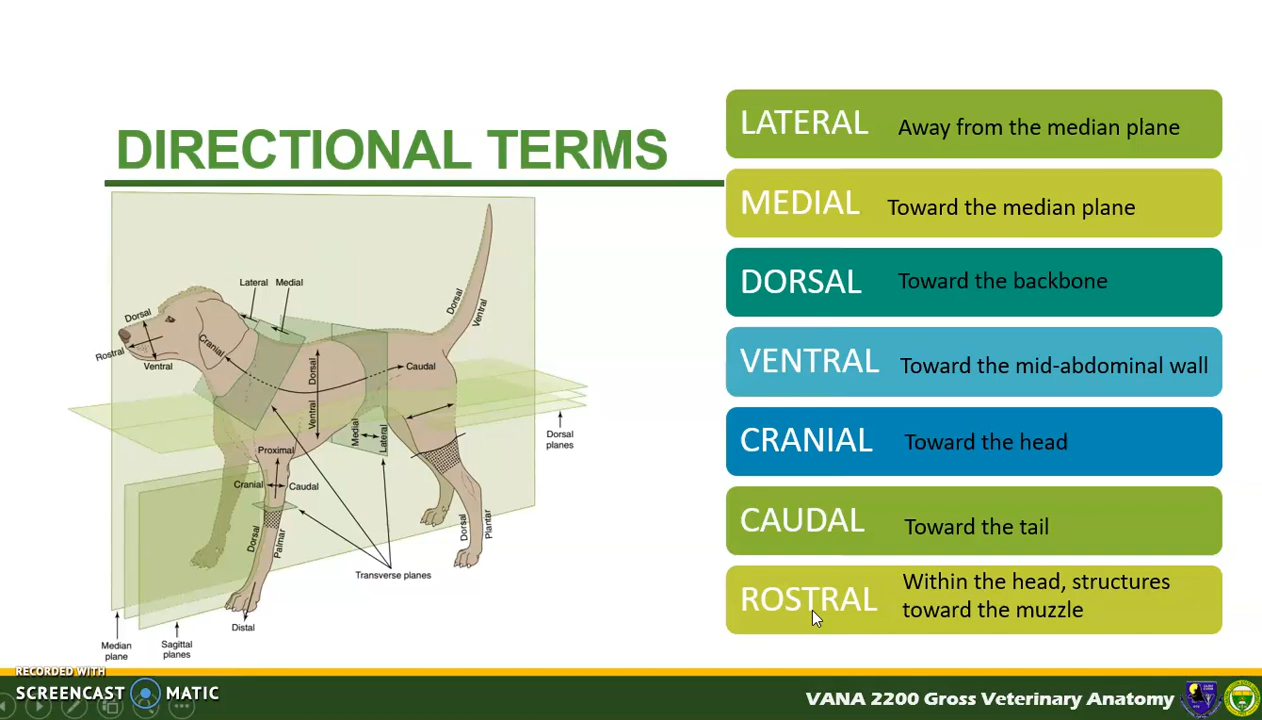 DIRECTIONAL TERMS
Lateral
Medial
Dorsal
Rostral
Ventral
Cranial
Dorsal
Ventral
Caudal
Dorsal
Ventral
Medial
Lateral
Dorsal
planes
Proximal
Cranial
Caudal
Dorsal
Palmar
Dorsal
Plantar
Transverse planes
Distal
Median
plane
Sagittal
planes
LATERAL Away from the median plane
MEDIAL Toward the median plane
DORSAL Toward the backbone
VENTRAL Toward the mid-abdominal wall
CRANIAL Toward the head
CAUDAL Toward the tail
ROSTRAL Within the head, structures
toward the muzzle
RECORDED WITH
SCREENCAST MATIC
VANA 2200 Gross Veterinary Anatomy